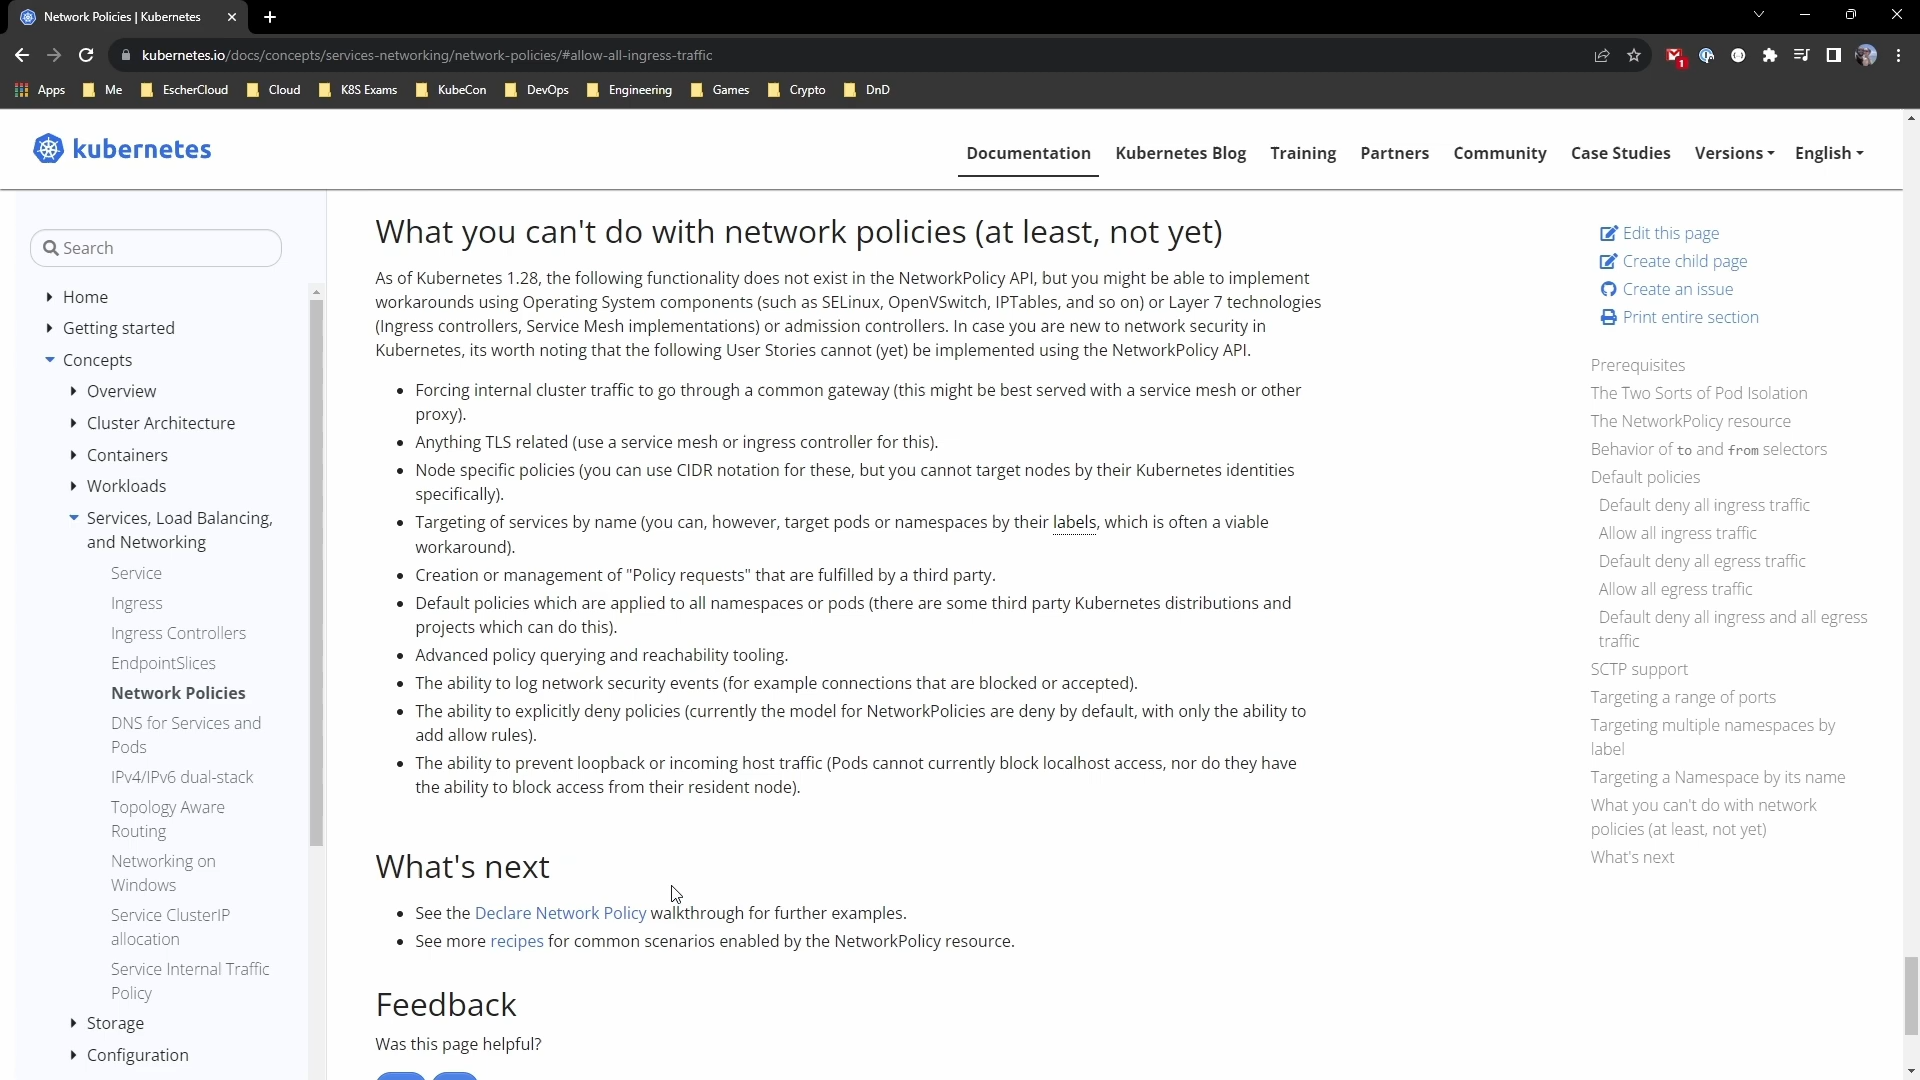 Network Policies | Kubernetes
kubernetes.io/docs/concepts/services-networking/network-policies/#allow-all-ingress-traffic
1
Apps
Me
EscherCloud
Cloud
K8S Exams
KubeCon
DevOps
Engineering
Games
Crypto
DnD
kubernetes
Documentation
Kubernetes Blog
Training
Partners
Community
Case Studies
Versions
English
Search
Home
Getting started
Concepts
Overview
Cluster Architecture
Containers
Workloads
Services, Load Balancing,
and Networking
Service
Ingress
Ingress Controllers
EndpointSlices
Network Policies
DNS for Services and
Pods
IPv4/IPv6 dual-stack
Topology Aware
Routing
Networking on
Windows
Service ClusterIP
allocation
Service Internal Traffic
Policy
Storage
Configuration
What you can't do with network policies (at least, not yet)
As of Kubernetes 1.28, the following functionality does not exist in the NetworkPolicy API, but you might be able to implement
workarounds using Operating System components (such as SELinux, OpenVSwitch, IPTables, and so on) or Layer 7 technologies
(Ingress controllers, Service Mesh implementations) or admission controllers. In case you are new to network security in
Kubernetes, its worth noting that the following User Stories cannot (yet) be implemented using the NetworkPolicy API.
• Forcing internal cluster traffic to go through a common gateway (this might be best served with a service mesh or other
proxy).
• Anything TLS related (use a service mesh or ingress controller for this).
• Node specific policies (you can use CIDR notation for these, but you cannot target nodes by their Kubernetes identities
specifically).
• Targeting of services by name (you can, however, target pods or namespaces by their labels, which is often a viable
workaround).
• Creation or management of "Policy requests" that are fulfilled by a third party.
• Default policies which are applied to all namespaces or pods (there are some third party Kubernetes distributions and
projects which can do this).
• Advanced policy querying and reachability tooling.
• The ability to log network security events (for example connections that are blocked or accepted).
• The ability to explicitly deny policies (currently the model for NetworkPolicies are deny by default, with only the ability to
add allow rules).
• The ability to prevent loopback or incoming host traffic (Pods cannot currently block localhost access, nor do they have
the ability to block access from their resident node).
What's next
• See the Declare Network Policy walkthrough for further examples.
• See more recipes for common scenarios enabled by the NetworkPolicy resource.
Feedback
Was this page helpful?
Edit this page
Create child page
Create an issue
Print entire section
Prerequisites
The Two Sorts of Pod Isolation
The NetworkPolicy resource
Behavior of to and from selectors
Default policies
Default deny all ingress traffic
Allow all ingress traffic
Default deny all egress traffic
Allow all egress traffic
Default deny all ingress and all egress
traffic
SCTP support
Targeting a range of ports
Targeting multiple namespaces by
label
Targeting a Namespace by its name
What you can't do with network
policies (at least, not yet)
What's next